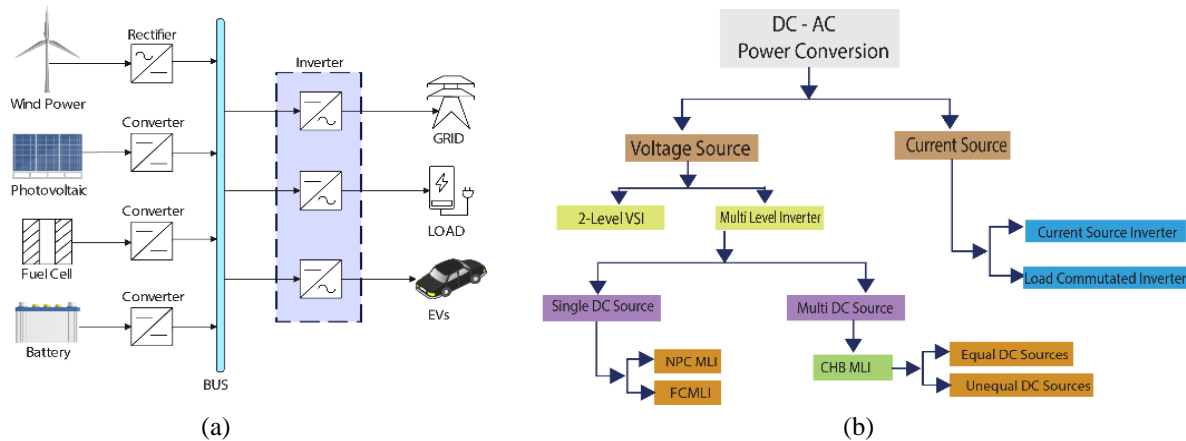 Rectifier
Wind Power
Converter
Photovoltaic
Converter
Fuel Cell
Converter
Battery
BUS
Inverter
GRID
LOAD
EVs
(a)
DC - AC
Power Conversion
Voltage Source
Current Source
2-Level VSI
Multi Level Inverter
Current Source Inverter
Load Commutated Inverter
Single DC Source
Multi DC Source
NPC MLI
FCMLI
CHB MLI
Equal DC Sources
Unequal DC Sources
(b)